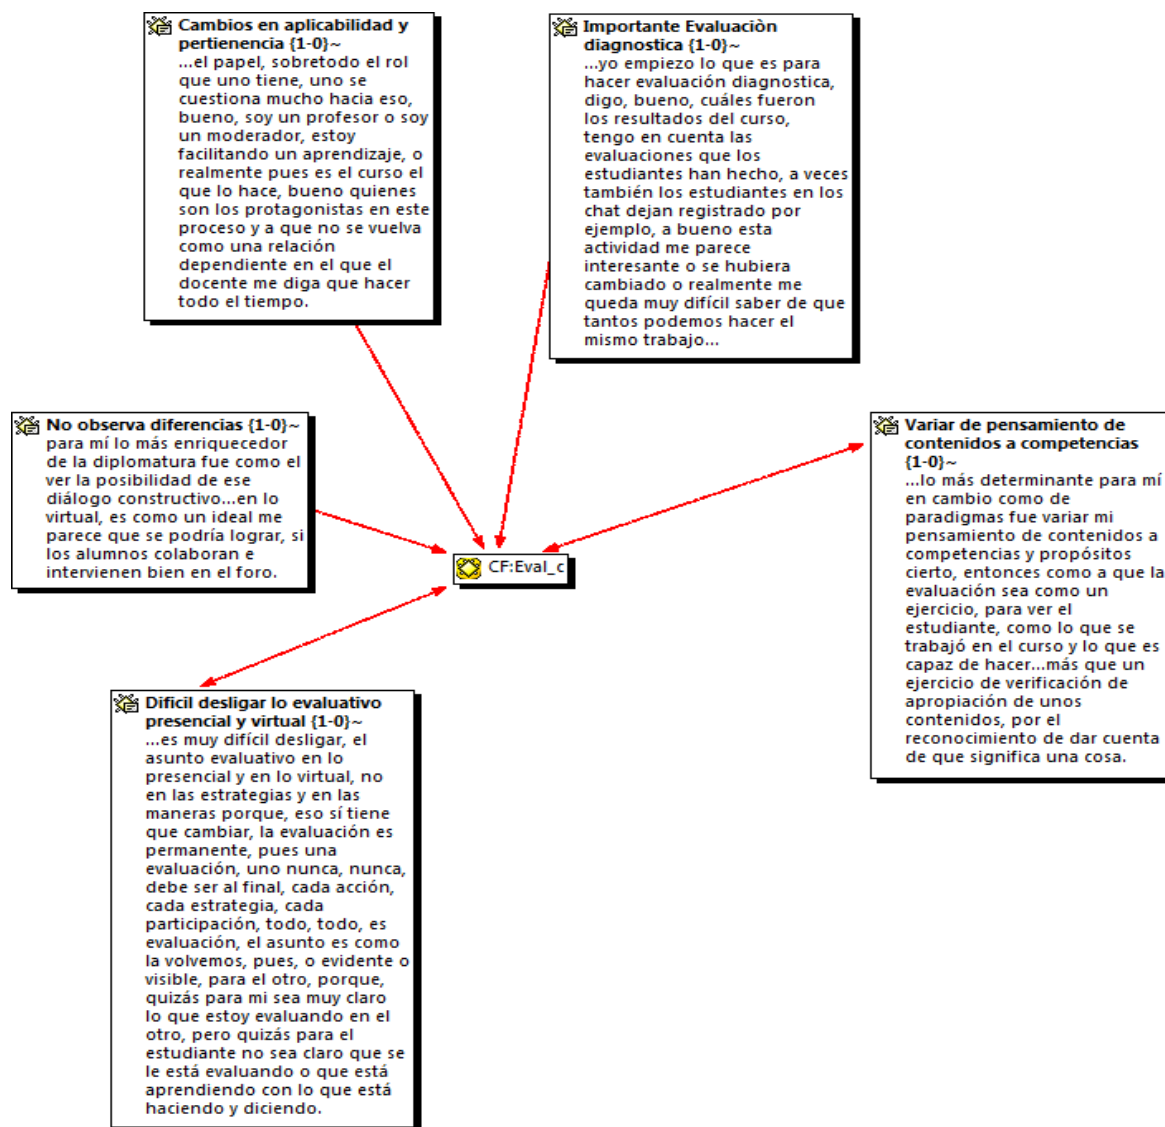 Cambios en aplicabilidad y
pertienencia {1-0}~
...el papel, sobretodo el rol
que uno tiene, uno se
cuestiona mucho hacia eso,
bueno, soy un profesor o soy
un moderador, estoy
facilitando un aprendizaje, o
realmente pues es el curso el
que lo hace, bueno quienes
son los protagonistas en este
proceso y a que no se vuelva
como una relación
dependiente en el que el
docente me diga que hacer
todo el tiempo.
Importante Evaluaciòn
diagnostica {1-0}~
...yo empiezo lo que es para
hacer evaluación diagnostica,
digo, bueno, cuáles fueron
los resultados del curso,
tengo en cuenta las
evaluaciones que los
estudiantes han hecho, a veces
también los estudiantes en los
chat dejan registrado por
ejemplo, a bueno esta
actividad me parece
interesante o se hubiera
cambiado o realmente me
queda muy difícil saber de que
tantos podemos hacer el
mismo trabajo...
No observa diferencias {1-0}~
para mí lo más enriquecedor
de la diplomatura fue como el
ver la posibilidad de ese
diálogo constructivo...en lo
virtual, es como un ideal me
parece que se podría lograr, si
los alumnos colaboran e
intervienen bien en el foro.
Variar de pensamiento de
contenidos a competencias
{1-0}~
...lo más determinante para mí
en cambio como de
paradigmas fue variar mi
pensamiento de contenidos a
competencias y propósitos
cierto, entonces como a que la
evaluación sea como un
ejercicio, para ver el
estudiante, como lo que se
trabajó en el curso y lo que es
capaz de hacer...más que un
ejercicio de verificación de
apropiación de unos
contenidos, por el
reconocimiento de dar cuenta
de que significa una cosa.
CF:Eval_c
Dificil desligar lo evaluativo
presencial y virtual {1-0}~
...es muy difícil desligar, el
asunto evaluativo en lo
presencial y en lo virtual, no
en las estrategias y en las
maneras porque, eso sí tiene
que cambiar, la evaluación es
permanente, pues una
evaluación, uno nunca, nunca,
debe ser al final, cada acción,
cada estrategia, cada
participación, todo, todo, es
evaluación, el asunto es como
la volvemos, pues, o evidente o
visible, para el otro, porque,
quizás para mi sea muy claro
lo que estoy evaluando en el
otro, pero quizás para el
estudiante no sea claro que se
le está evaluando o que está
aprendiendo con lo que está
haciendo y diciendo.